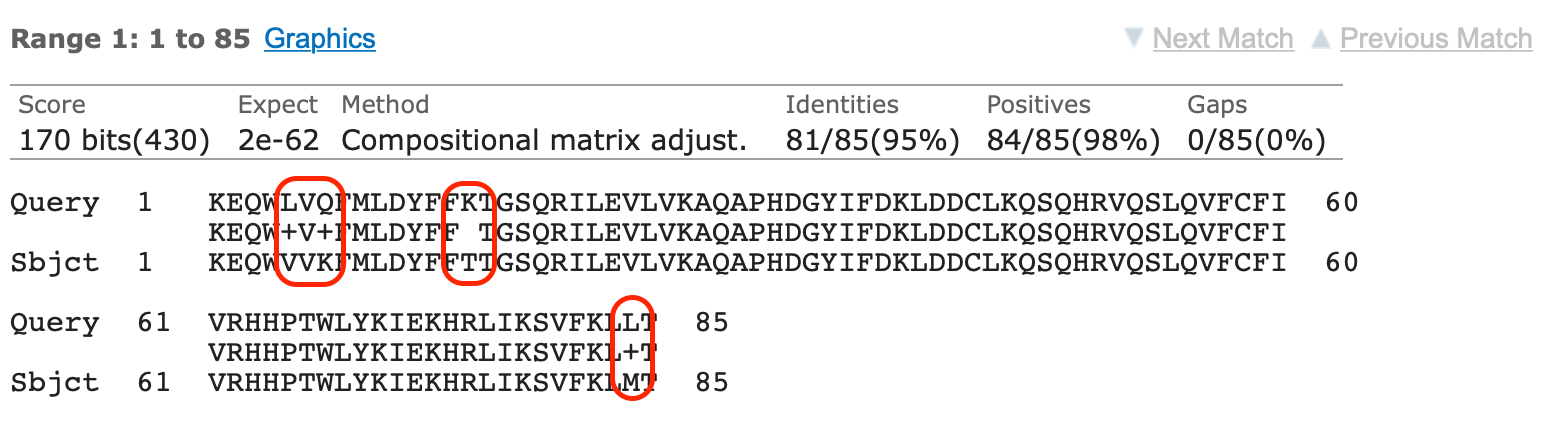 Range 1: 1 to 85 Graphics ▼ Next Match ▲ Previous Match
Score Expect Method Identities Positives Gaps
170 bits(430) 2e-62 Compositional matrix adjust. 81/85(95%) 84/85(98%) 0/85(0%)
Query 1 KEQWLVQFMLDYFFKTGSQRILEVLVKAQAPHDGYIFDKLDDCLKQSQHRVQSLQVFCFI 60
KEQW+V+FMLDYFF TGSQRILEVLVKAQAPHDGYIFDKLDDCLKQSQHRVQSLQVFCFI
Sbjct 1 KEQWVVKFMLDYFFTTGSQRILEVLVKAQAPHDGYIFDKLDDCLKQSQHRVQSLQVFCFI 60
Query 61 VRHHPTWLYKIEKHRLIKSVFKLLT 85
VRHHPTWLYKIEKHRLIKSVFKL+T
Sbjct 61 VRHHPTWLYKIEKHRLIKSVFKLMT 85